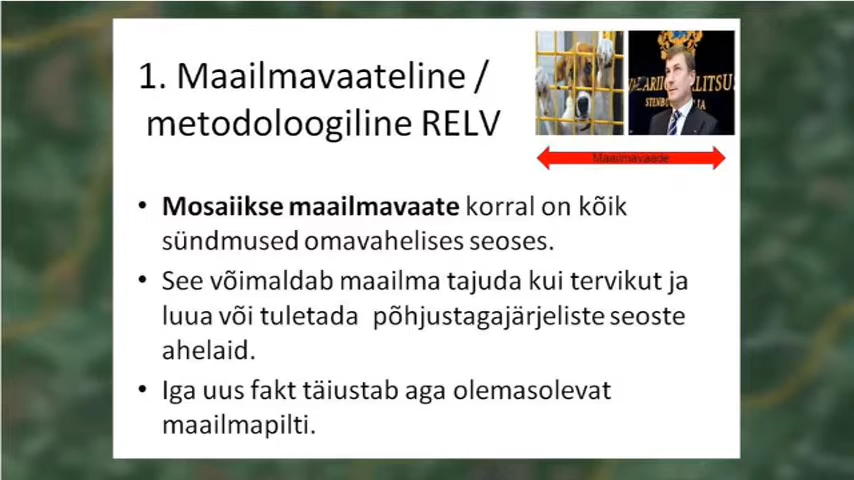 1. Maailmavaateline /
metodoloogiline RELV
Maailmavaade
• Mosaiikse maailmavaate korral on kõik
sündmused omavahelises seoses.
• See võimaldab maailma tajuda kui tervikut ja
luua või tuletada põhjustagajärjeliste seoste
ahelaid.
• Iga uus fakt täiustab aga olemasolevat
maailmapilti.